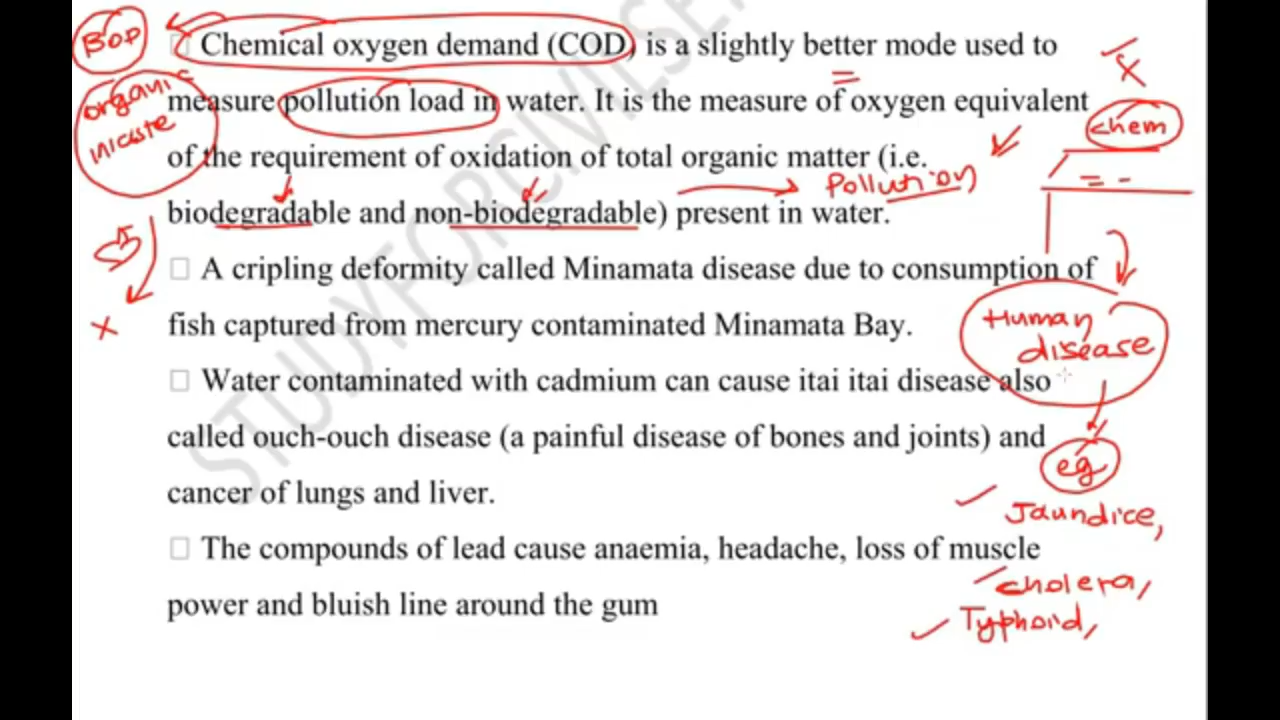 BOD
Chemical oxygen demand (COD) is a slightly better mode used to
organic
measure pollution load in water. It is the measure of oxygen equivalent
chem
waste
of the requirement of oxidation of total organic matter (i.e.
Pollution
biodegradable and non-biodegradable) present in water.
A cripling deformity called Minamata disease due to consumption of
fish captured from mercury contaminated Minamata Bay.
Human
disease
Water contaminated with cadmium can cause itai itai disease also
called ouch-ouch disease (a painful disease of bones and joints) and
eg
cancer of lungs and liver.
Jaundice,
The compounds of lead cause anaemia, headache, loss of muscle
cholera,
power and bluish line around the gum
Typhoid,